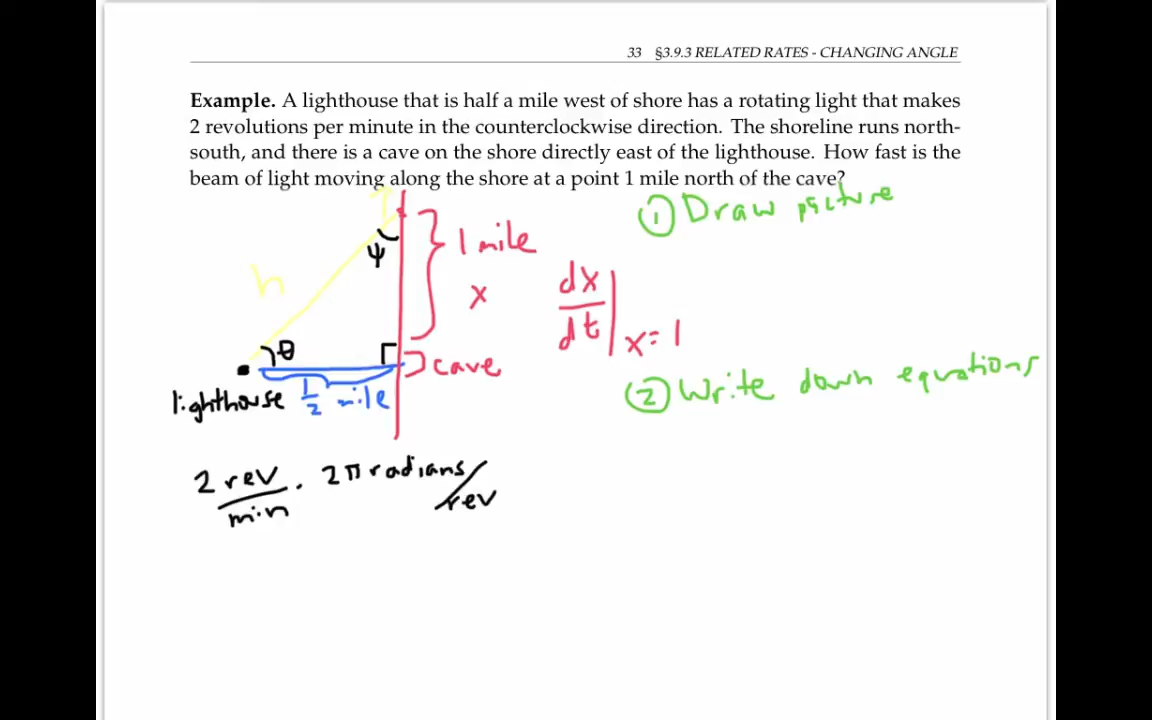 33 §3.9.3 RELATED RATES - CHANGING ANGLE
Example. A lighthouse that is half a mile west of shore has a rotating light that makes
2 revolutions per minute in the counterclockwise direction. The shoreline runs north-
south, and there is a cave on the shore directly east of the lighthouse. How fast is the
beam of light moving along the shore at a point 1 mile north of the cave?
① Draw picture
ψ
1 mile
h
x
dx
dt
x=1
θ
cave
② Write down equations
lighthouse
1/2 mile
2 rev/min · 2π radians/rev